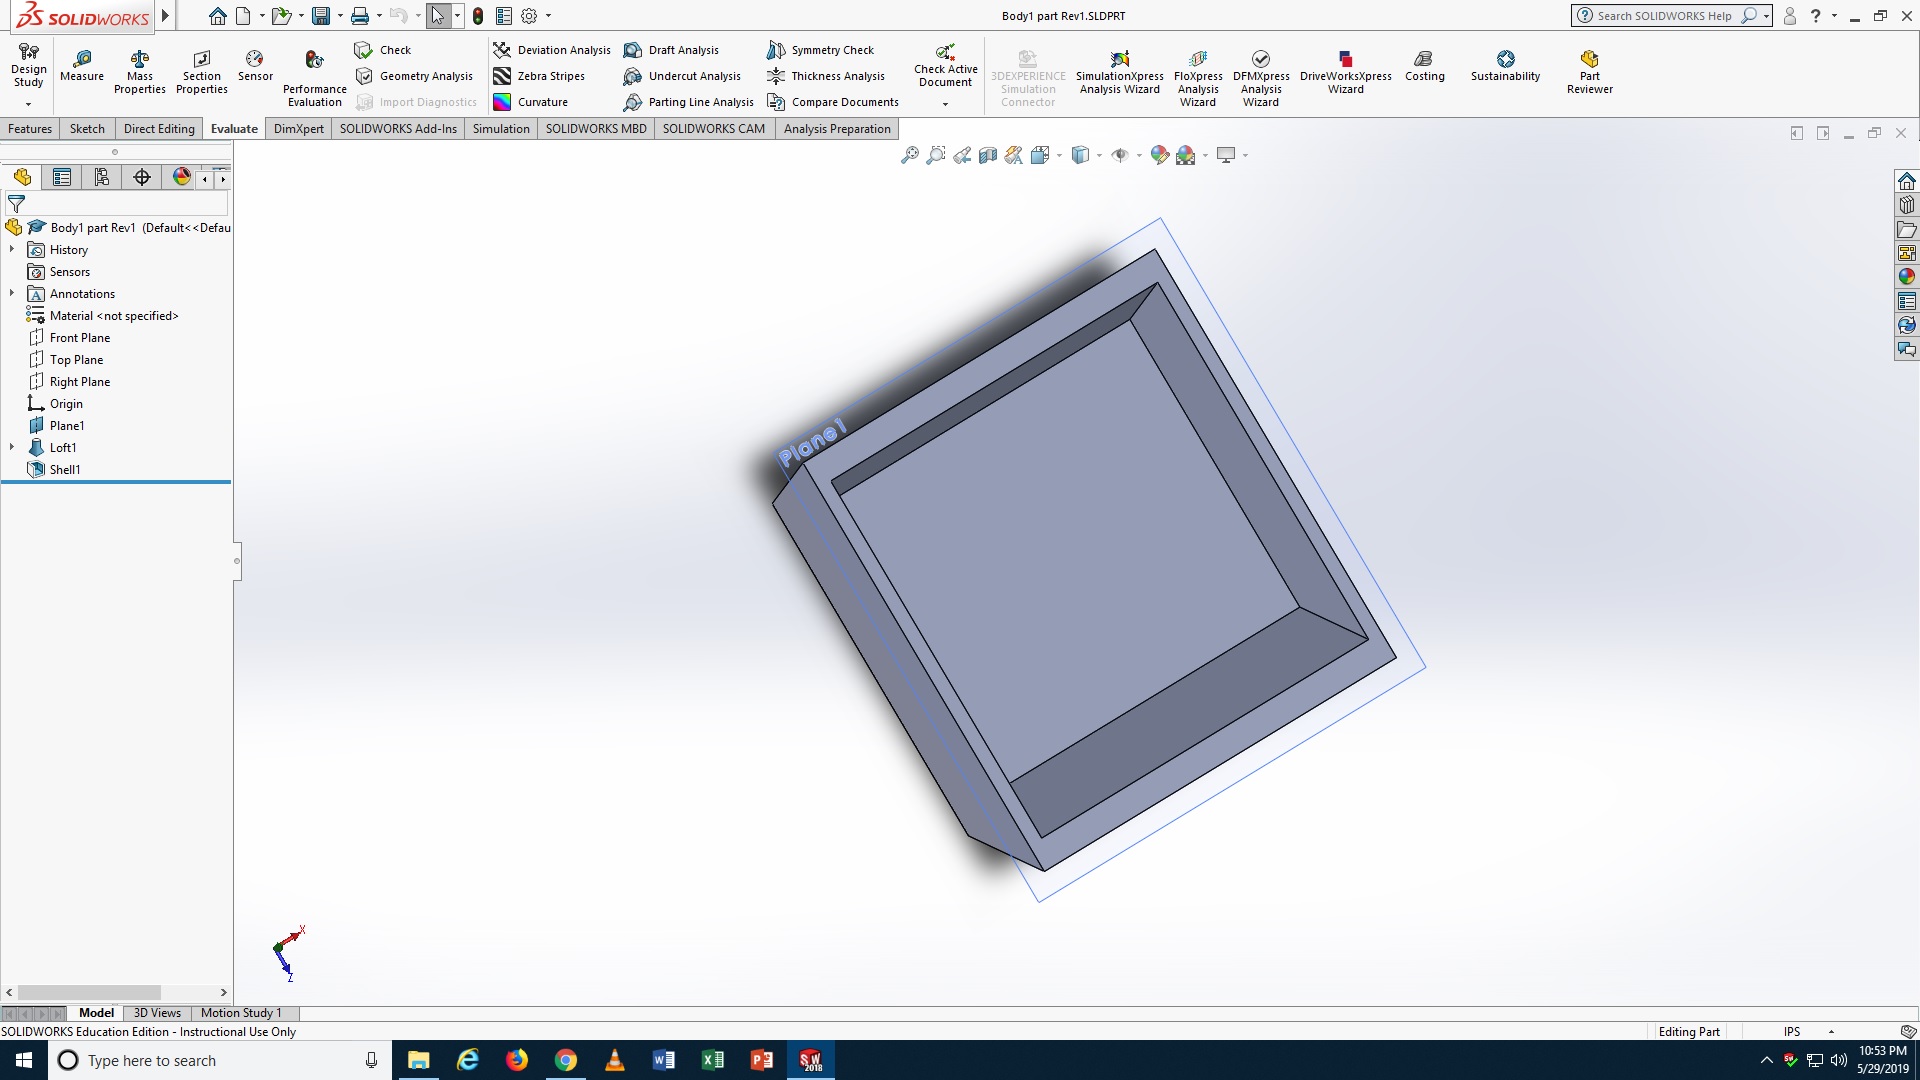 SOLIDWORKS
Body1 part Rev1.SLDPRT
Search SOLIDWORKS Help
?
Design Study
Measure
Mass Properties
Section Properties
Sensor
Performance Evaluation
Check
Geometry Analysis
Import Diagnostics
Deviation Analysis
Zebra Stripes
Curvature
Draft Analysis
Undercut Analysis
Parting Line Analysis
Symmetry Check
Thickness Analysis
Compare Documents
Check Active Document
3DEXPERIENCE Simulation Connector
SimulationXpress Analysis Wizard
FloXpress Analysis Wizard
DFMXpress Analysis Wizard
DriveWorksXpress Wizard
Costing
Sustainability
Part Reviewer
Features
Sketch
Direct Editing
Evaluate
DimXpert
SOLIDWORKS Add-Ins
Simulation
SOLIDWORKS MBD
SOLIDWORKS CAM
Analysis Preparation
Body1 part Rev1 (Default<<Defau
History
Sensors
Annotations
Material <not specified>
Front Plane
Top Plane
Right Plane
Origin
Plane1
Loft1
Shell1
Plane1
X
Z
Model
3D Views
Motion Study 1
SOLIDWORKS Education Edition - Instructional Use Only
Editing Part
IPS
Type here to search
SW 2018
10:53 PM
5/29/2019